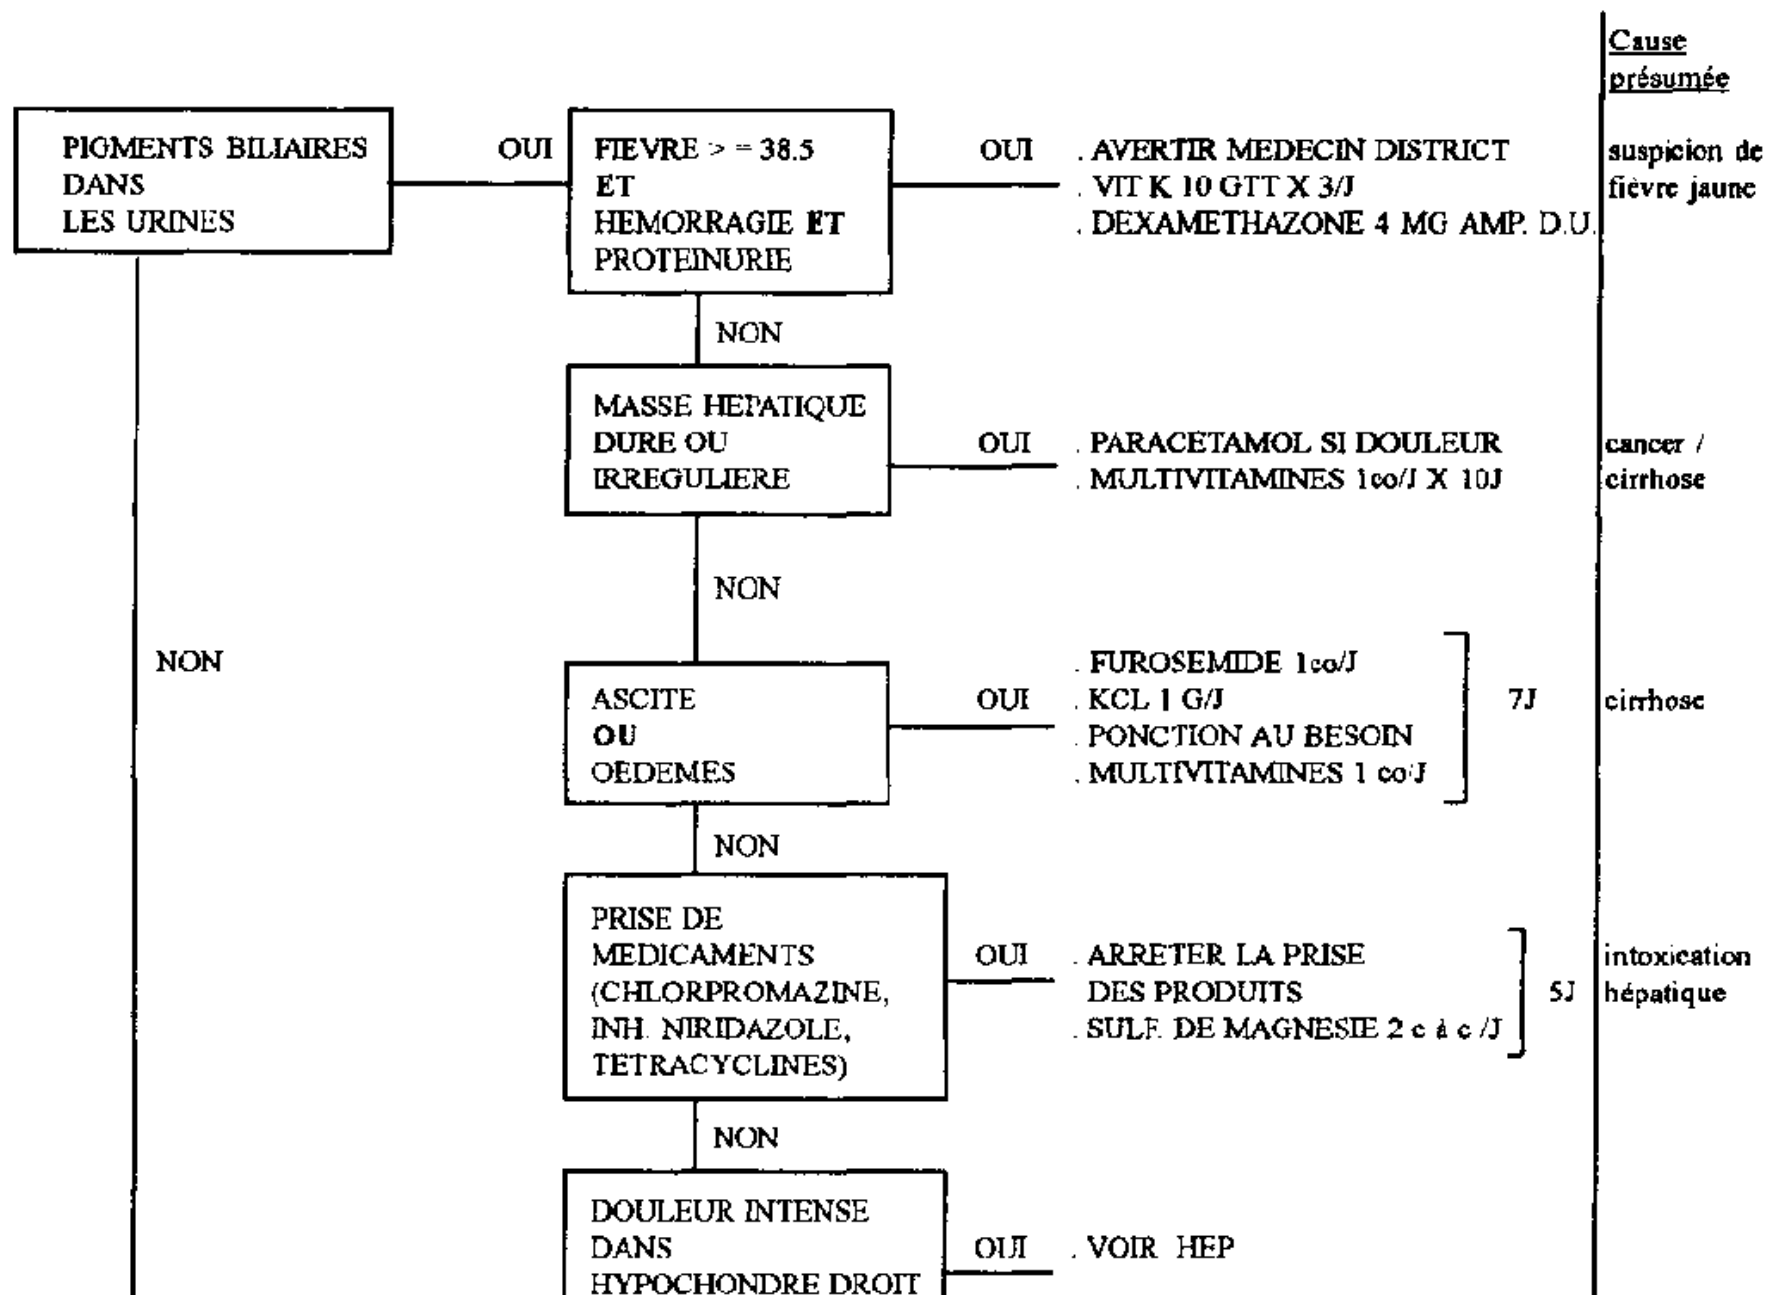 Cause
présumée
PIGMENTS BILIAIRES
DANS
LES URINES
OUI
FIEVRE > = 38.5
ET
HEMORRAGIE ET
PROTEINURIE
OUI
. AVERTIR MEDECIN DISTRICT
. VIT K 10 GTT X 3/J
. DEXAMETHAZONE 4 MG AMP. D.U.
suspicion de
fièvre jaune
NON
MASSE HEPATIQUE
DURE OU
IRREGULIERE
OUI
. PARACETAMOL SI DOULEUR
. MULTIVITAMINES 1co/J X 10J
cancer /
cirrhose
NON
NON
ASCITE
OU
OEDEMES
OUI
. FUROSEMIDE 1co/J
. KCL 1 G/J
. PONCTION AU BESOIN
. MULTIVITAMINES 1 co/J
7J
cirrhose
NON
PRISE DE
MEDICAMENTS
(CHLORPROMAZINE,
INH. NIRIDAZOLE,
TETRACYCLINES)
OUI
. ARRETER LA PRISE
DES PRODUITS
. SULF. DE MAGNESIE 2 c à c /J
5J
intoxication
hépatique
NON
DOULEUR INTENSE
DANS
HYPOCHONDRE DROIT
OUI
. VOIR HEP